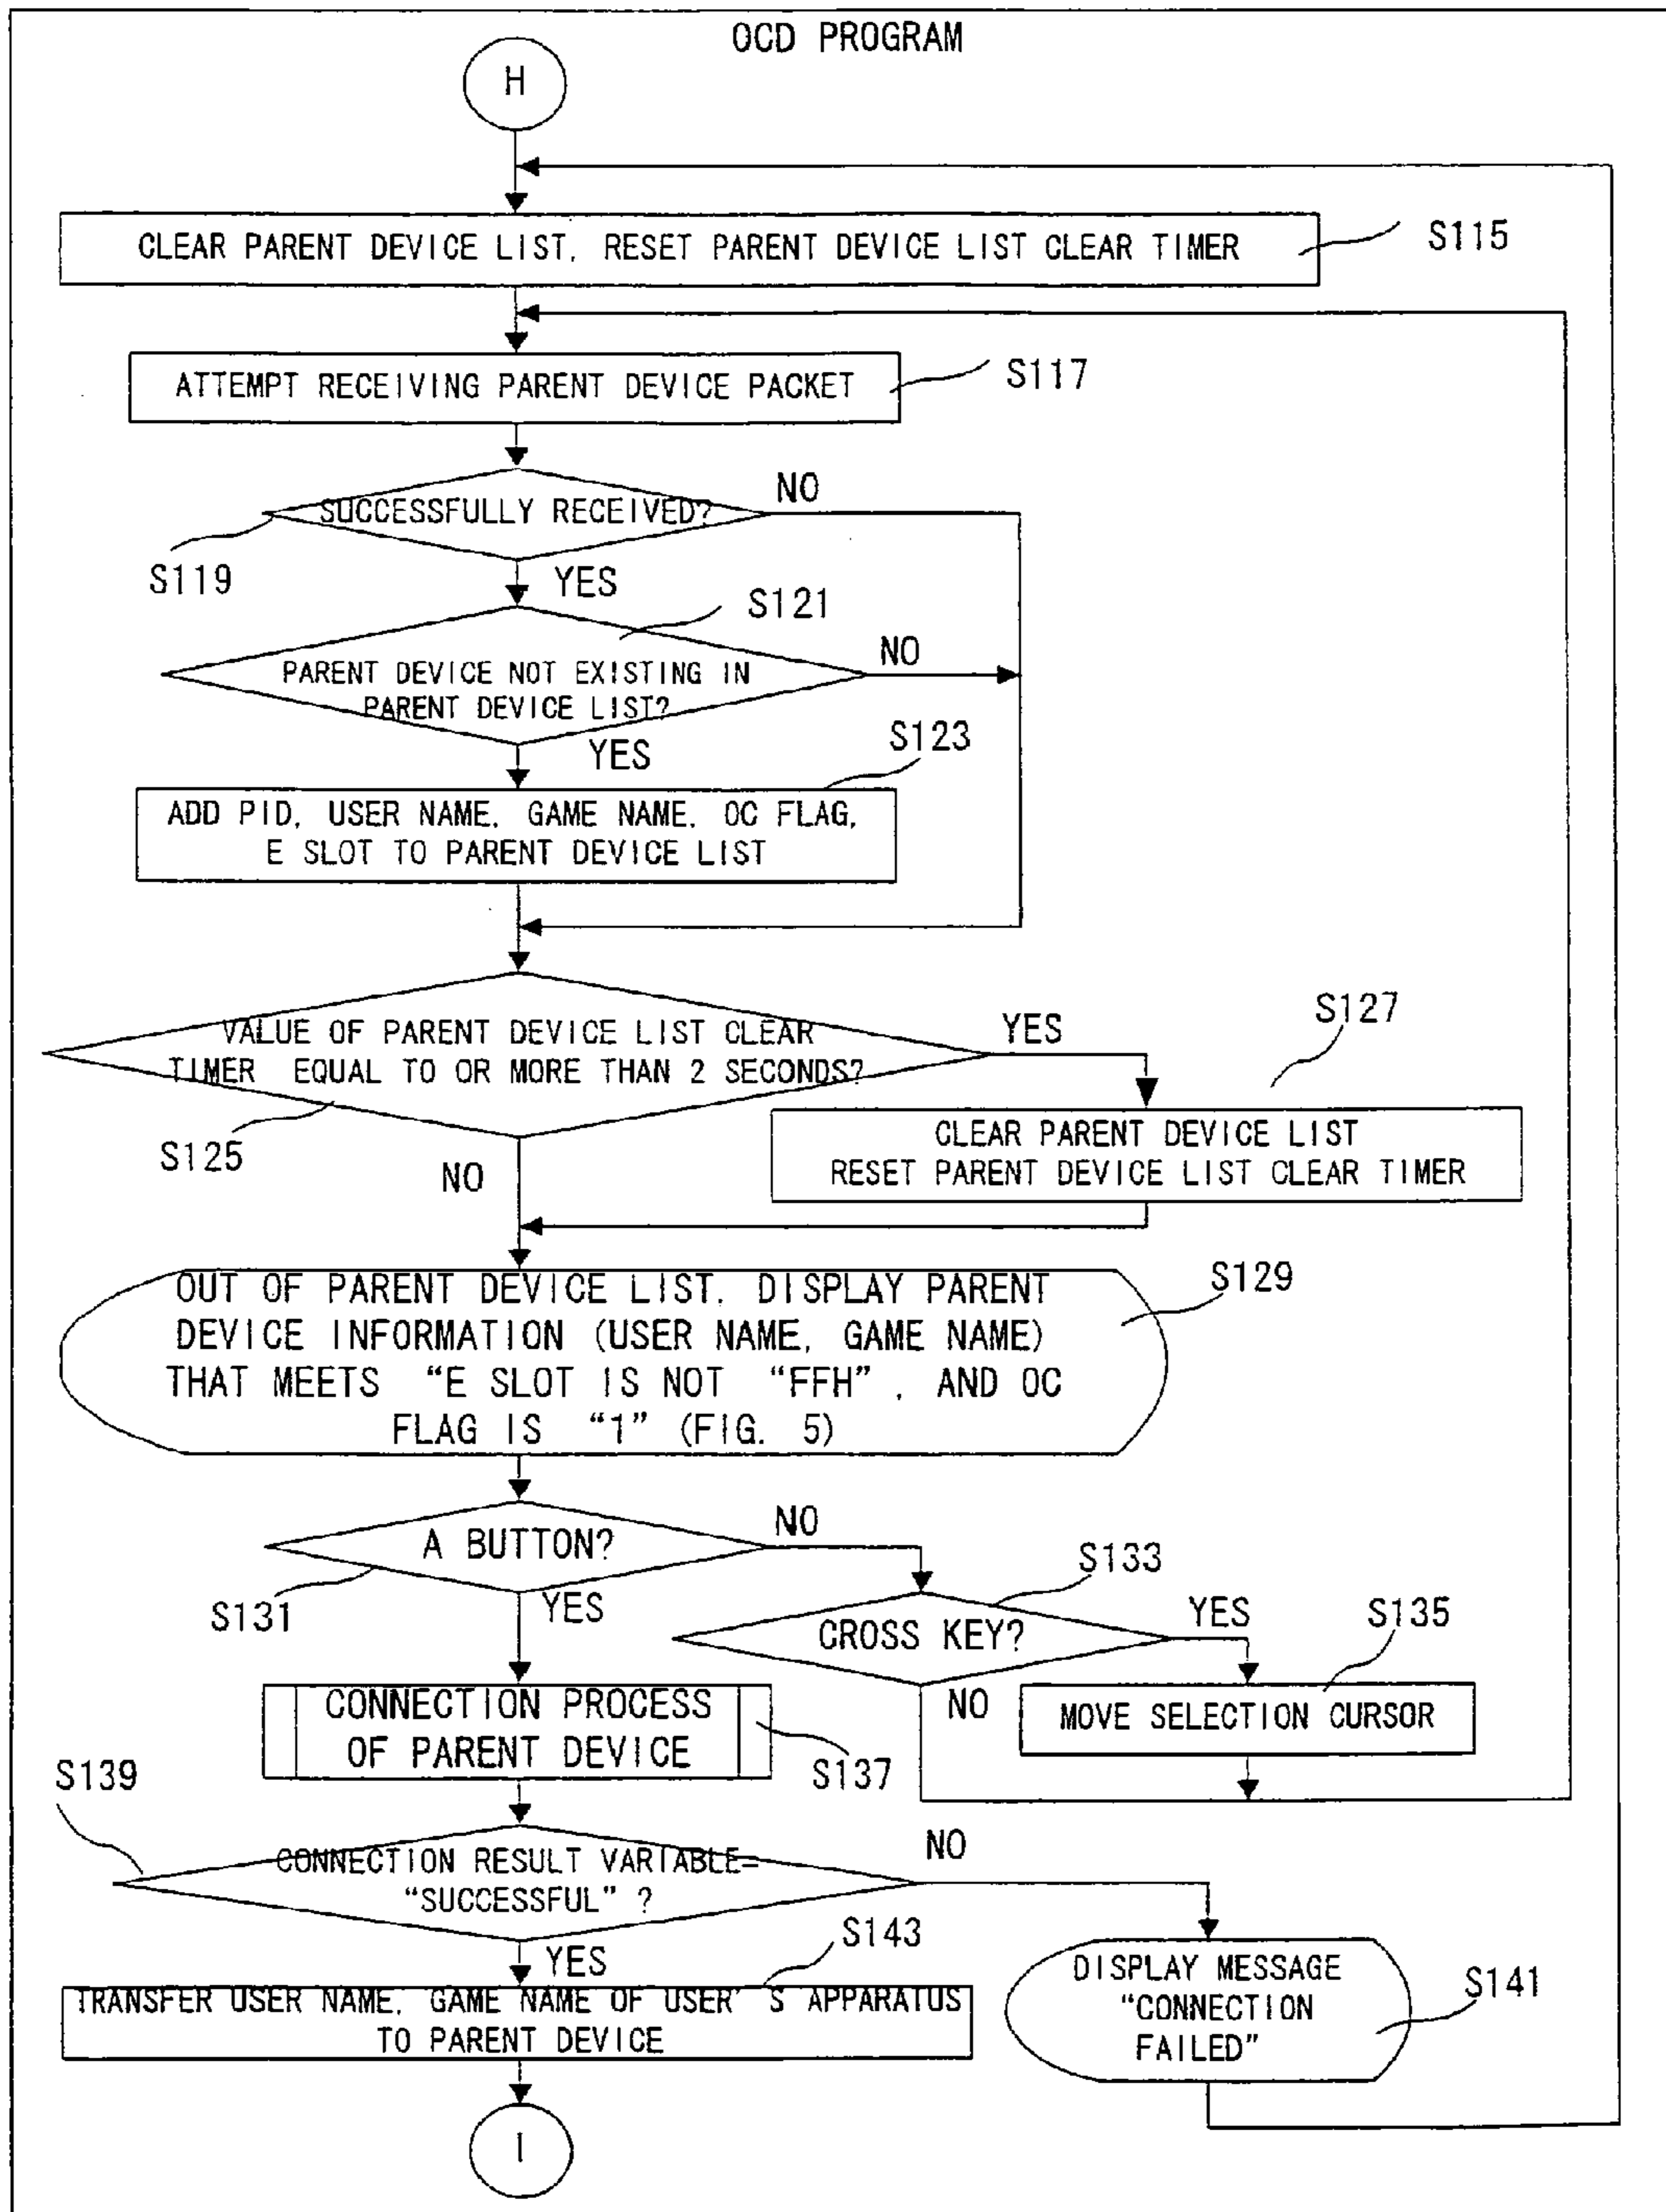 OCD PROGRAM
H
CLEAR PARENT DEVICE LIST, RESET PARENT DEVICE LIST CLEAR TIMER
S115
ATTEMPT RECEIVING PARENT DEVICE PACKET
S117
SUCCESSFULLY RECEIVED?
NO
S119
YES
S121
PARENT DEVICE NOT EXISTING IN
PARENT DEVICE LIST?
NO
YES
S123
ADD PID, USER NAME, GAME NAME, OC FLAG,
E SLOT TO PARENT DEVICE LIST
VALUE OF PARENT DEVICE LIST CLEAR
TIMER EQUAL TO OR MORE THAN 2 SECONDS?
YES
S127
S125
NO
CLEAR PARENT DEVICE LIST
RESET PARENT DEVICE LIST CLEAR TIMER
OUT OF PARENT DEVICE LIST, DISPLAY PARENT
DEVICE INFORMATION (USER NAME, GAME NAME)
THAT MEETS “E SLOT IS NOT “FFH”, AND OC
FLAG IS “1” (FIG. 5)
S129
A BUTTON?
NO
S131
YES
S133
CROSS KEY?
YES
S135
NO
MOVE SELECTION CURSOR
CONNECTION PROCESS
OF PARENT DEVICE
S137
S139
CONNECTION RESULT VARIABLE=
“SUCCESSFUL” ?
NO
YES
S143
TRANSFER USER NAME, GAME NAME OF USER'S APPARATUS
TO PARENT DEVICE
DISPLAY MESSAGE
“CONNECTION
FAILED”
S141
I